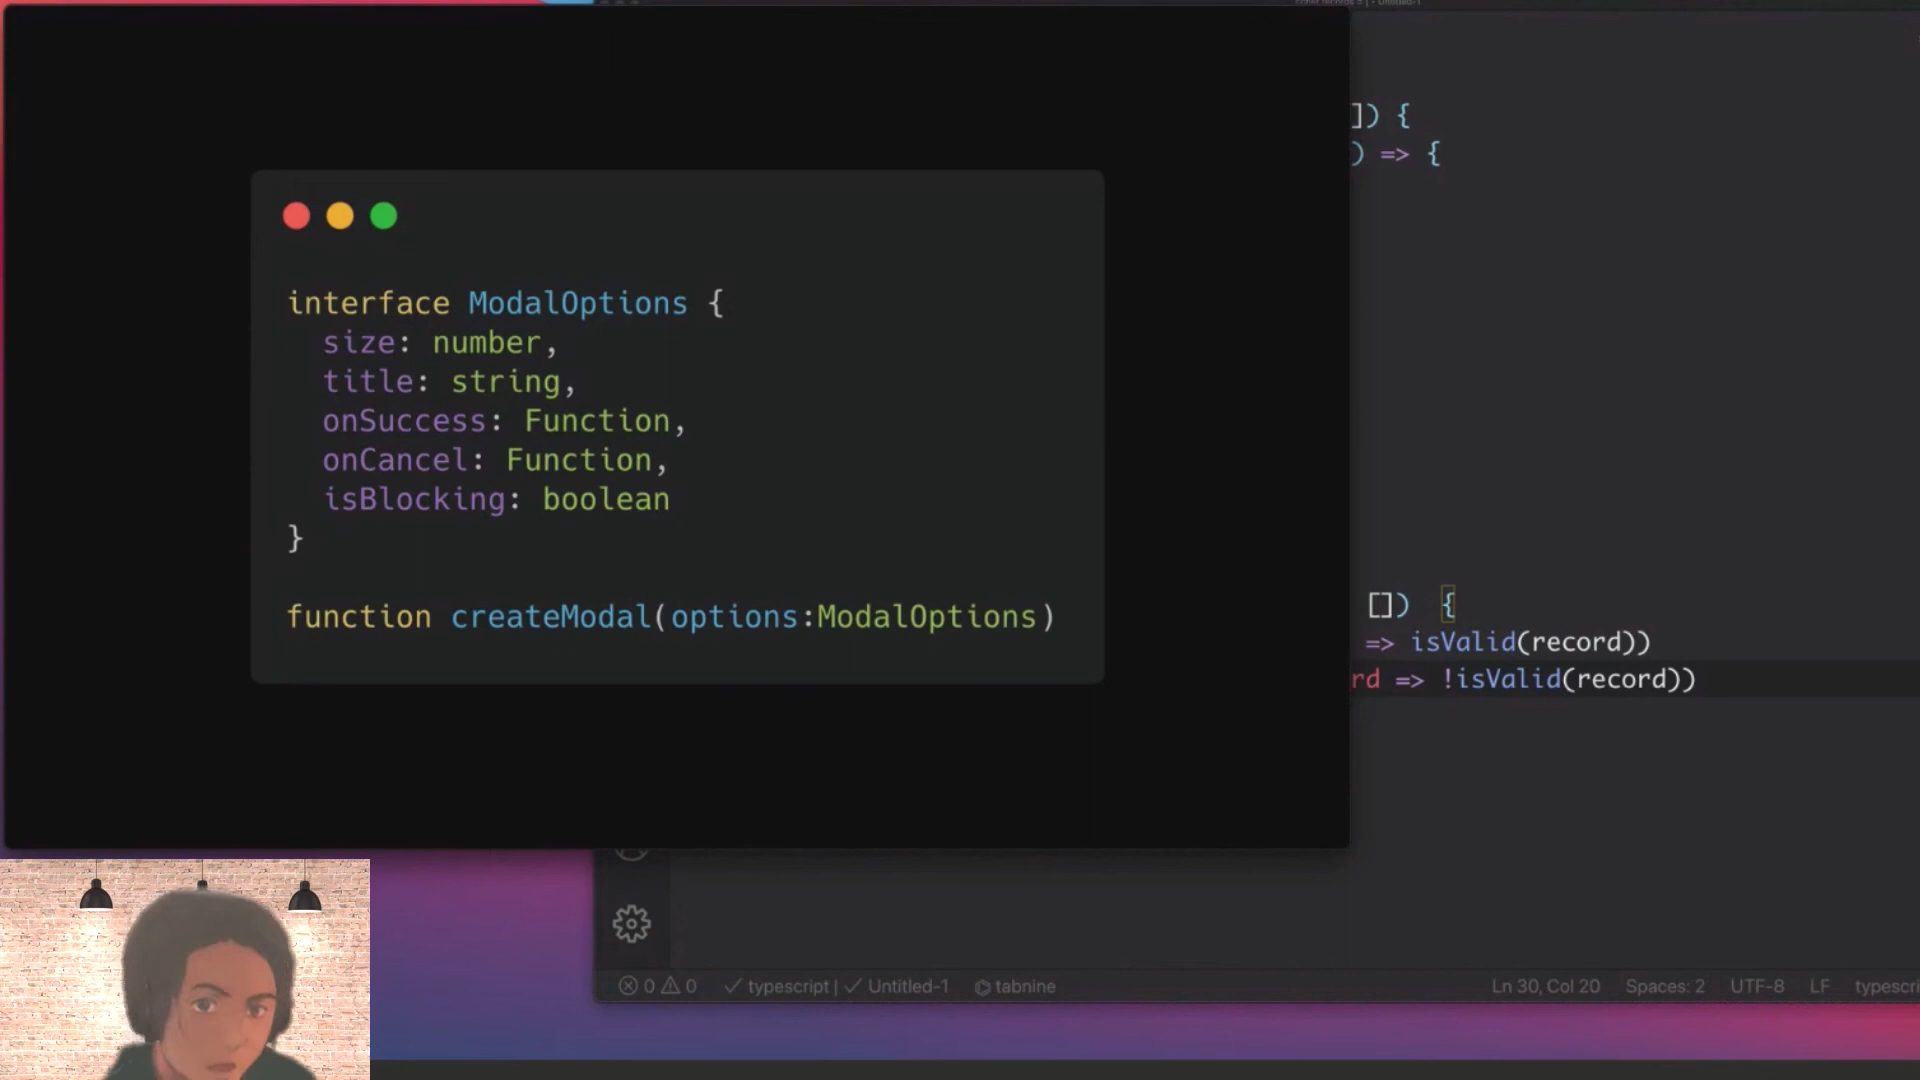 interface ModalOptions {
size: number,
title: string,
onSuccess: Function,
onCancel: Function,
isBlocking: boolean
}
function createModal(options:ModalOptions)
]) {
) => {
[]) {
=> isValid(record))
rd => !isValid(record))
0 0 typescript | Untitled-1 tabnine
Ln 30, Col 20 Spaces: 2 UTF-8 LF typescri